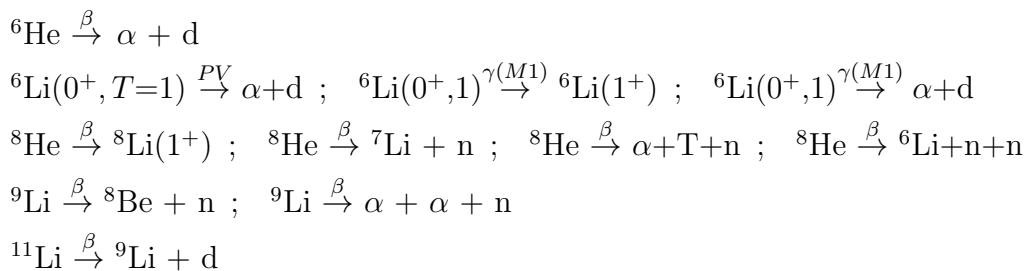 ⁶He →^β α + d
⁶Li(0⁺, T=1) →^PV α+d ; ⁶Li(0⁺,1) →^γ(M1) ⁶Li(1⁺) ; ⁶Li(0⁺,1) →^γ(M1) α+d
⁸He →^β ⁸Li(1⁺) ; ⁸He →^β ⁷Li + n ; ⁸He →^β α+T+n ; ⁸He →^β ⁶Li+n+n
⁹Li →^β ⁸Be + n ; ⁹Li →^β α + α + n
¹¹Li →^β ⁹Li + d